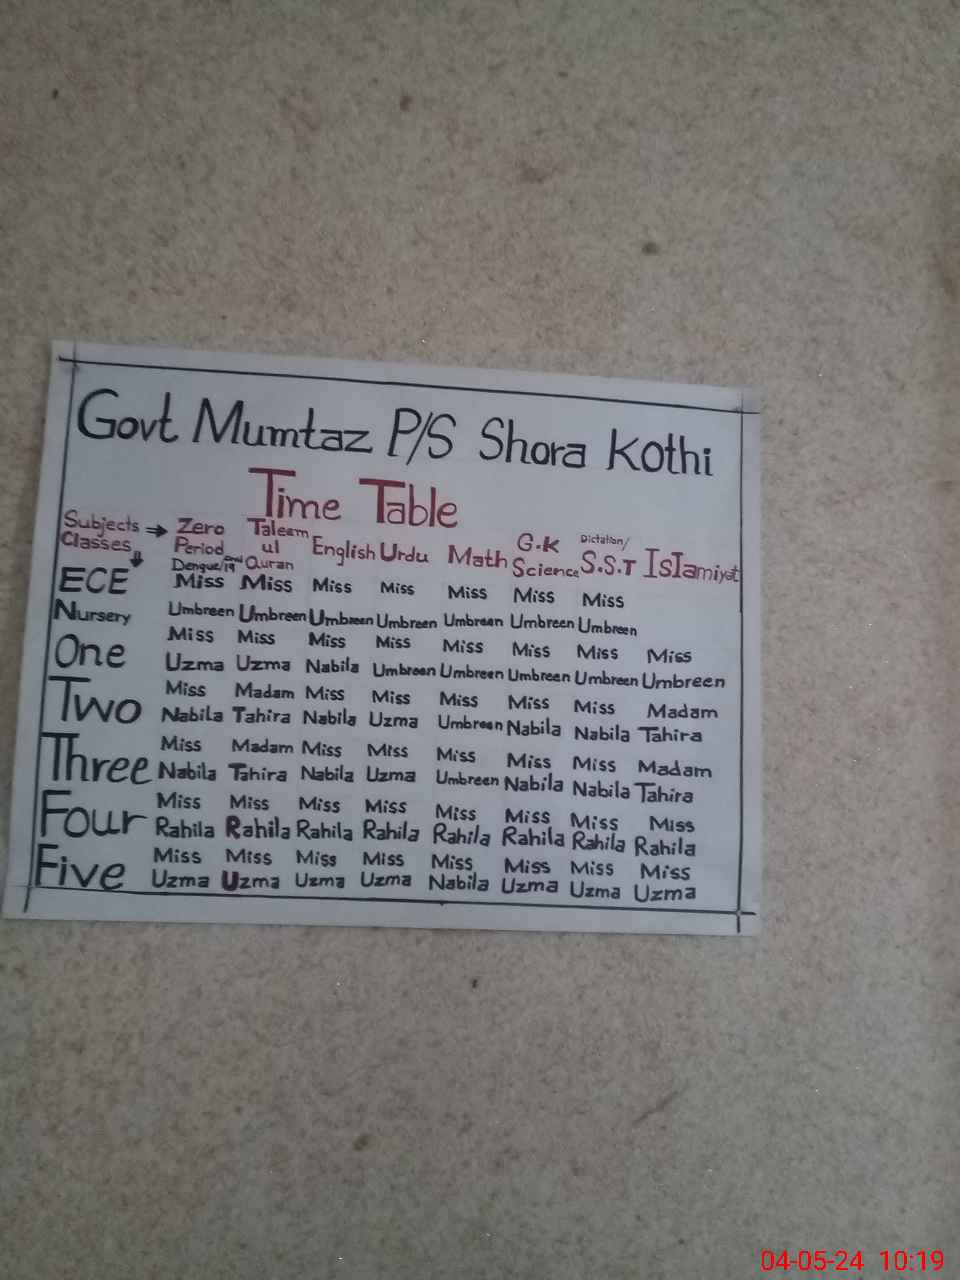 Govt Mumtaz P/S Shora Kothi
Time Table
Subjects → Zero Taleem
Classes Period ul English Urdu Math G.K Dictation/ S.S.T Islamiyat
Dengue/19 Quran Science
ECE Miss Miss Miss Miss Miss Miss Miss
Nursery Umbreen Umbreen Umbreen Umbreen Umbreen Umbreen Umbreen
One Miss Miss Miss Miss Miss Miss Miss Miss
Uzma Uzma Nabila Umbreen Umbreen Umbreen Umbreen Umbreen
Two Miss Madam Miss Miss Miss Miss Miss Madam
Nabila Tahira Nabila Uzma Umbreen Nabila Nabila Tahira
Three Miss Madam Miss Miss Miss Miss Miss Madam
Nabila Tahira Nabila Uzma Umbreen Nabila Nabila Tahira
Four Miss Miss Miss Miss Miss Miss Miss Miss
Rahila Rahila Rahila Rahila Rahila Rahila Rahila Rahila
Five Miss Miss Miss Miss Miss Miss Miss Miss
Uzma Uzma Uzma Uzma Nabila Uzma Uzma Uzma
04-05-24 10:19